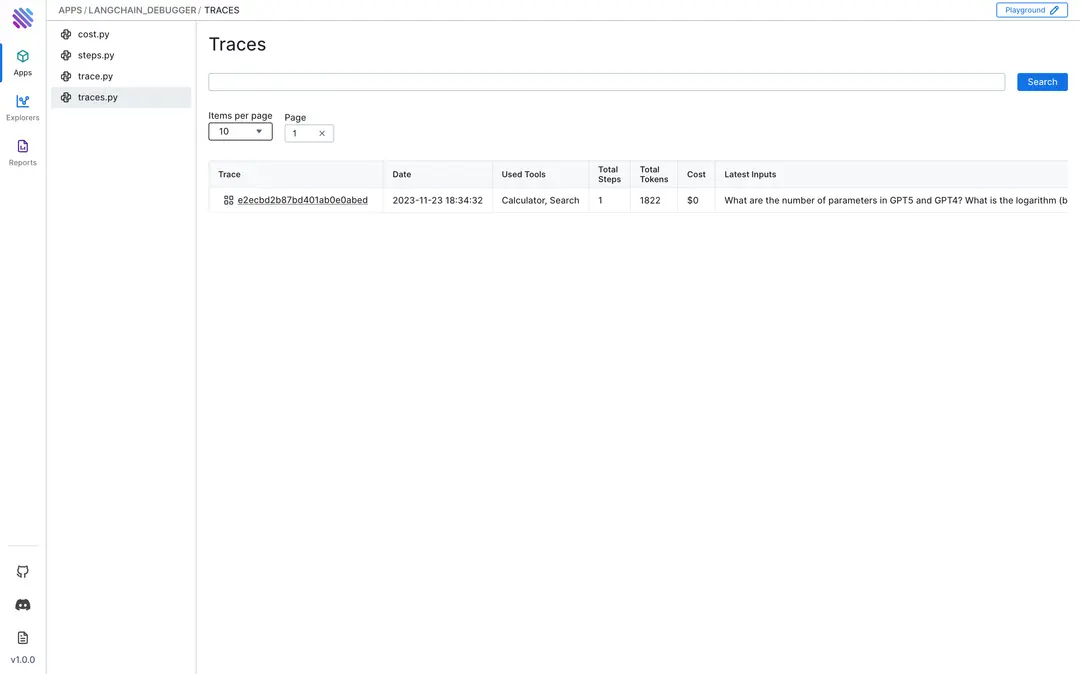 APPS / LANGCHAIN_DEBUGGER / TRACES
Playground
Apps
Explorers
Reports
v1.0.0
cost.py
steps.py
trace.py
traces.py
Traces
Search
Items per page
10
Page
1
Trace Date Used Tools Total Steps Total Tokens Cost Latest Inputs
e2ecbd2b87bd401ab0e0abed 2023-11-23 18:34:32 Calculator, Search 1 1822 $0 What are the number of parameters in GPT5 and GPT4? What is the logarithm (b